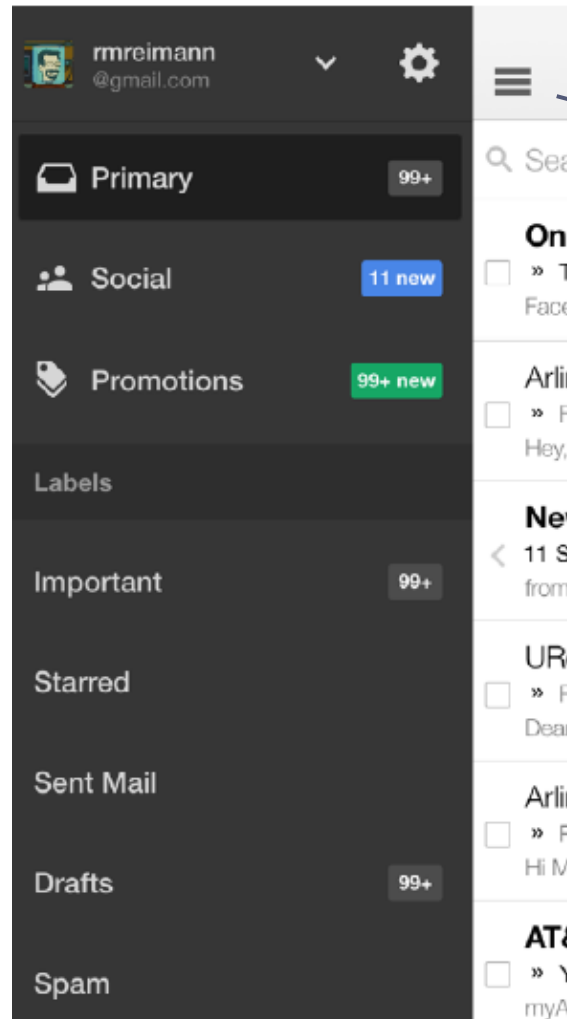 rmreimann
@gmail.com
Primary
99+
Social
11 new
Promotions
99+ new
Labels
Important
99+
Starred
Sent Mail
Drafts
99+
Spam
» 
Hey,
11 S
from
»
»
Hi M
»